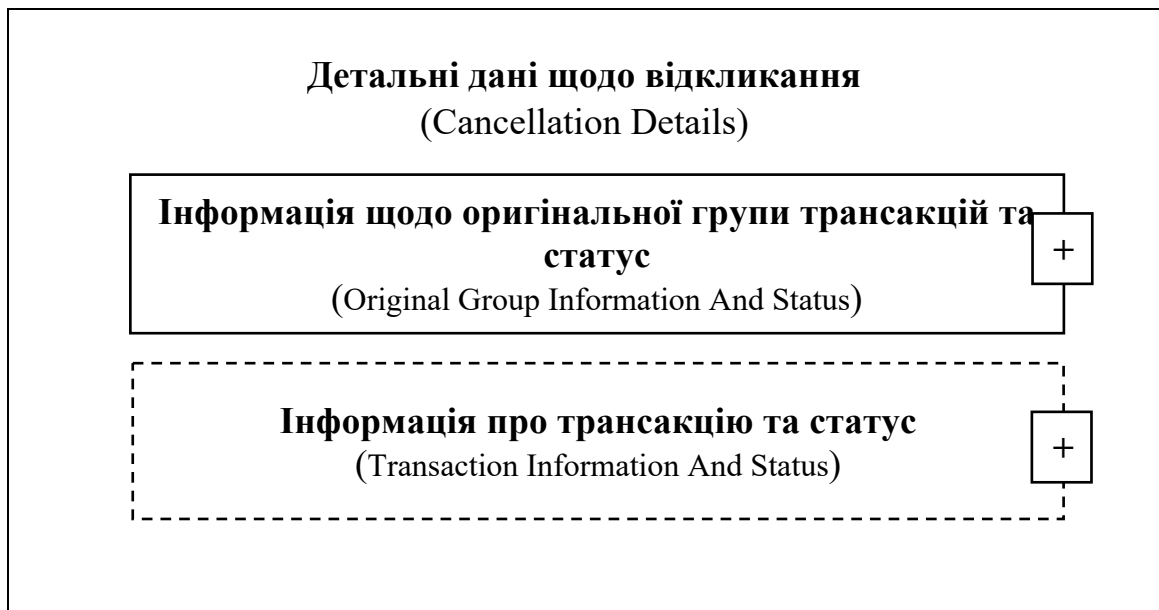 Детальні дані щодо відкликання
(Cancellation Details)
Інформація щодо оригінальної групи трансакцій та
статус
(Original Group Information And Status)
+
Інформація про трансакцію та статус
(Transaction Information And Status)
+